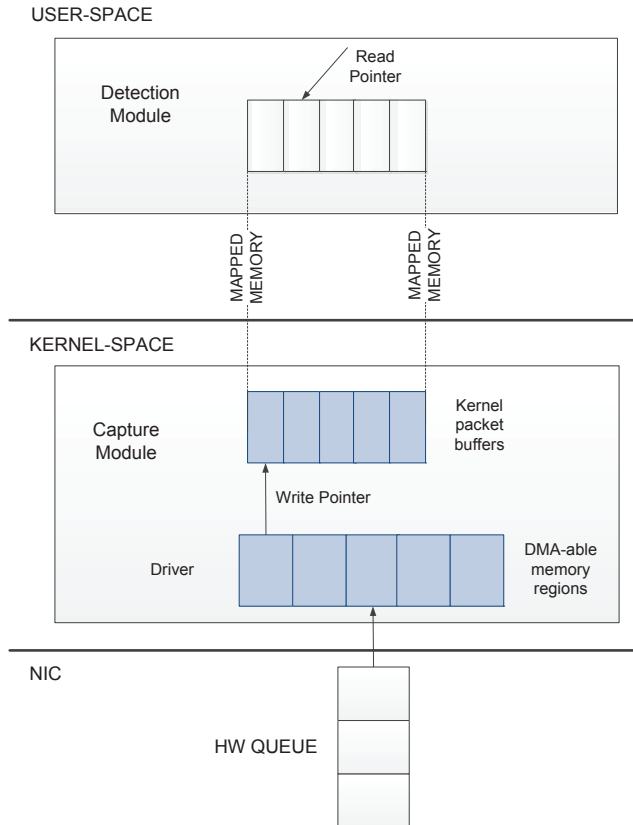 USER-SPACE
Read
Pointer
Detection
Module
MAPPED
MEMORY
MAPPED
MEMORY
KERNEL-SPACE
Kernel
packet
buffers
Capture
Module
Write Pointer
Driver
DMA-able
memory
regions
NIC
HW QUEUE